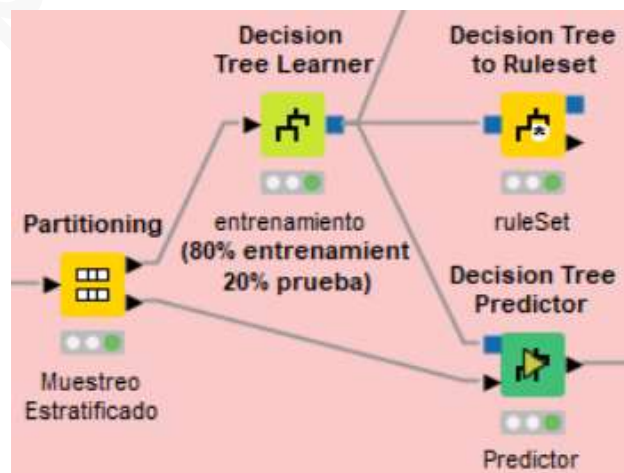 Decision
Tree Learner
Decision Tree
to Ruleset
Partitioning
entrenamiento
(80% entrenamient
20% prueba)
ruleSet
Decision Tree
Predictor
Muestreo
Estratificado
Predictor